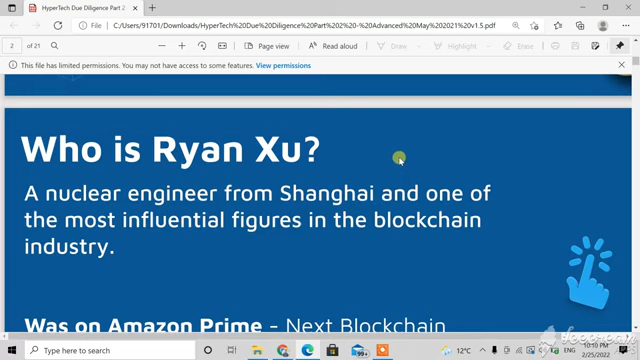 HyperTech Due Diligence Part 2
File
C:/Users/91701/Downloads/HyperTech%20Due%20Diligence%20Part%202%20-%20Advanced%20May%202021%20v1.5.pdf
2 of 21
Page view
Read aloud
Draw
Highlight
Erase
This file has limited permissions. You may not have access to some features. View permissions
Who is Ryan Xu?
A nuclear engineer from Shanghai and one of
the most influential figures in the blockchain
industry.
Was on Amazon Prime - Next Blockchain
Type here to search
99+
12°C
ENG
10:10 PM
2/25/2022